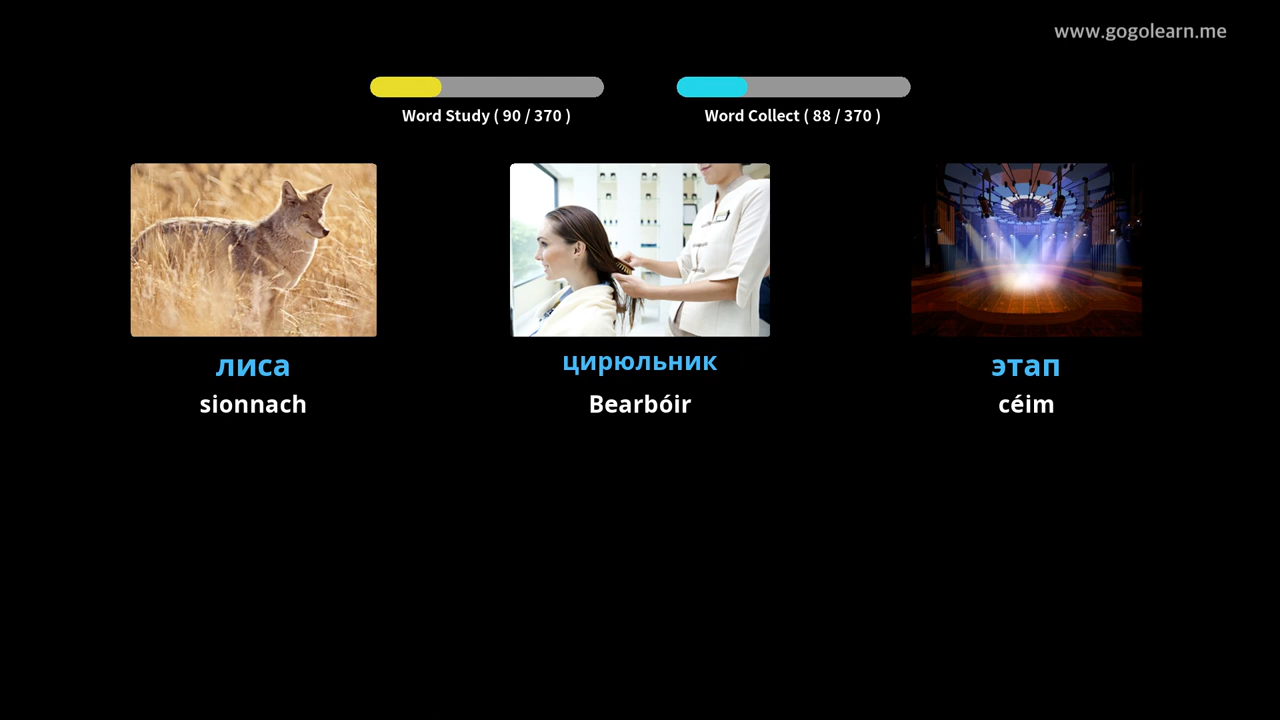 www.gogolearn.me
Word Study ( 90 / 370 )
Word Collect ( 88 / 370 )
лиса
sionnach
цирюльник
Bearbóir
этап
céim